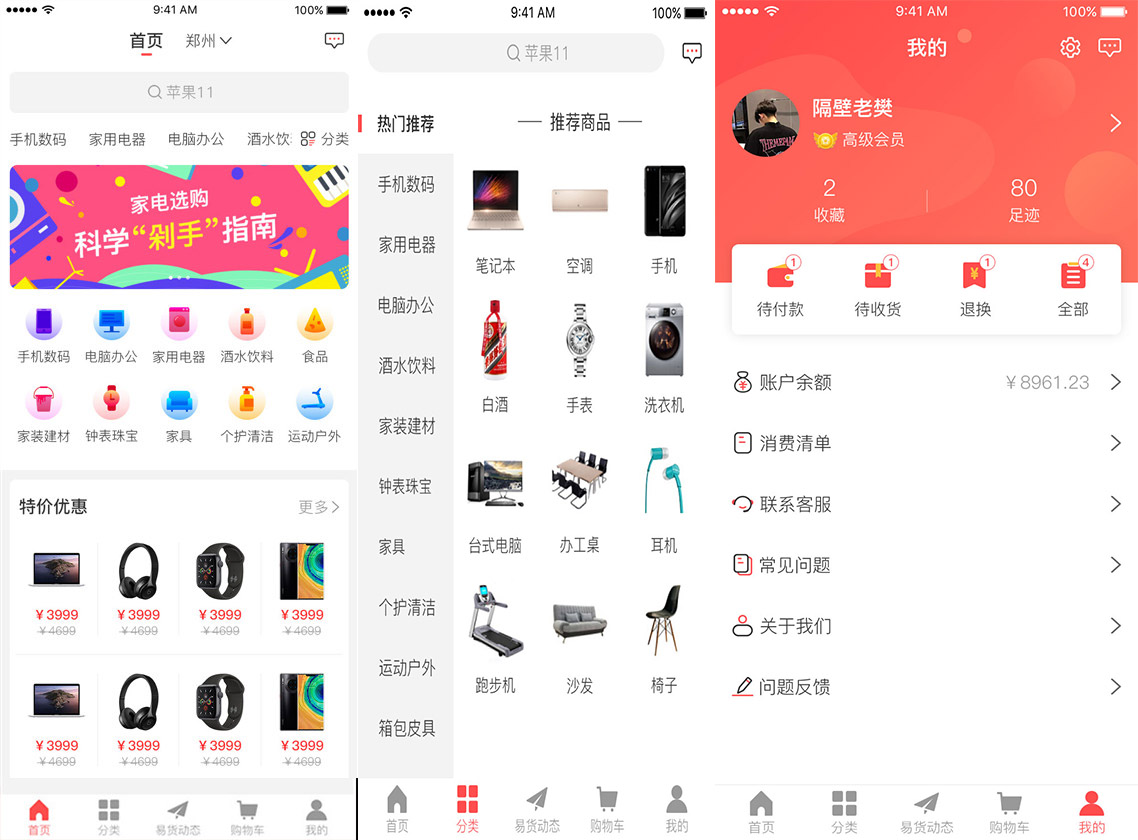 9:41 AM 100%
首页 郑州
苹果11
手机数码 家用电器 电脑办公 酒水饮 分类
家电选购
科学“剁手”指南
手机数码 电脑办公 家用电器 酒水饮料 食品
家装建材 钟表珠宝 家具 个护清洁 运动户外
特价优惠 更多
￥3999 ￥3999 ￥3999 ￥3999
￥4699 ￥4699 ￥4699 ￥4699
￥3999 ￥3999 ￥3999 ￥3999
￥4699 ￥4699 ￥4699 ￥4699
首页 分类 易货动态 购物车 我的
9:41 AM 100%
苹果11
热门推荐
手机数码
家用电器
电脑办公
酒水饮料
家装建材
钟表珠宝
家具
个护清洁
运动户外
箱包皮具
推荐商品
笔记本 空调 手机
白酒 手表 洗衣机
台式电脑 办工桌 耳机
跑步机 沙发 椅子
首页 分类 易货动态 购物车 我的
9:41 AM 100%
我的
隔壁老樊
高级会员
2 80
收藏 足迹
1 1 1 4
待付款 待收货 退换 全部
账户余额 ￥8961.23
消费清单
联系客服
常见问题
关于我们
问题反馈
首页 分类 易货动态 购物车 我的